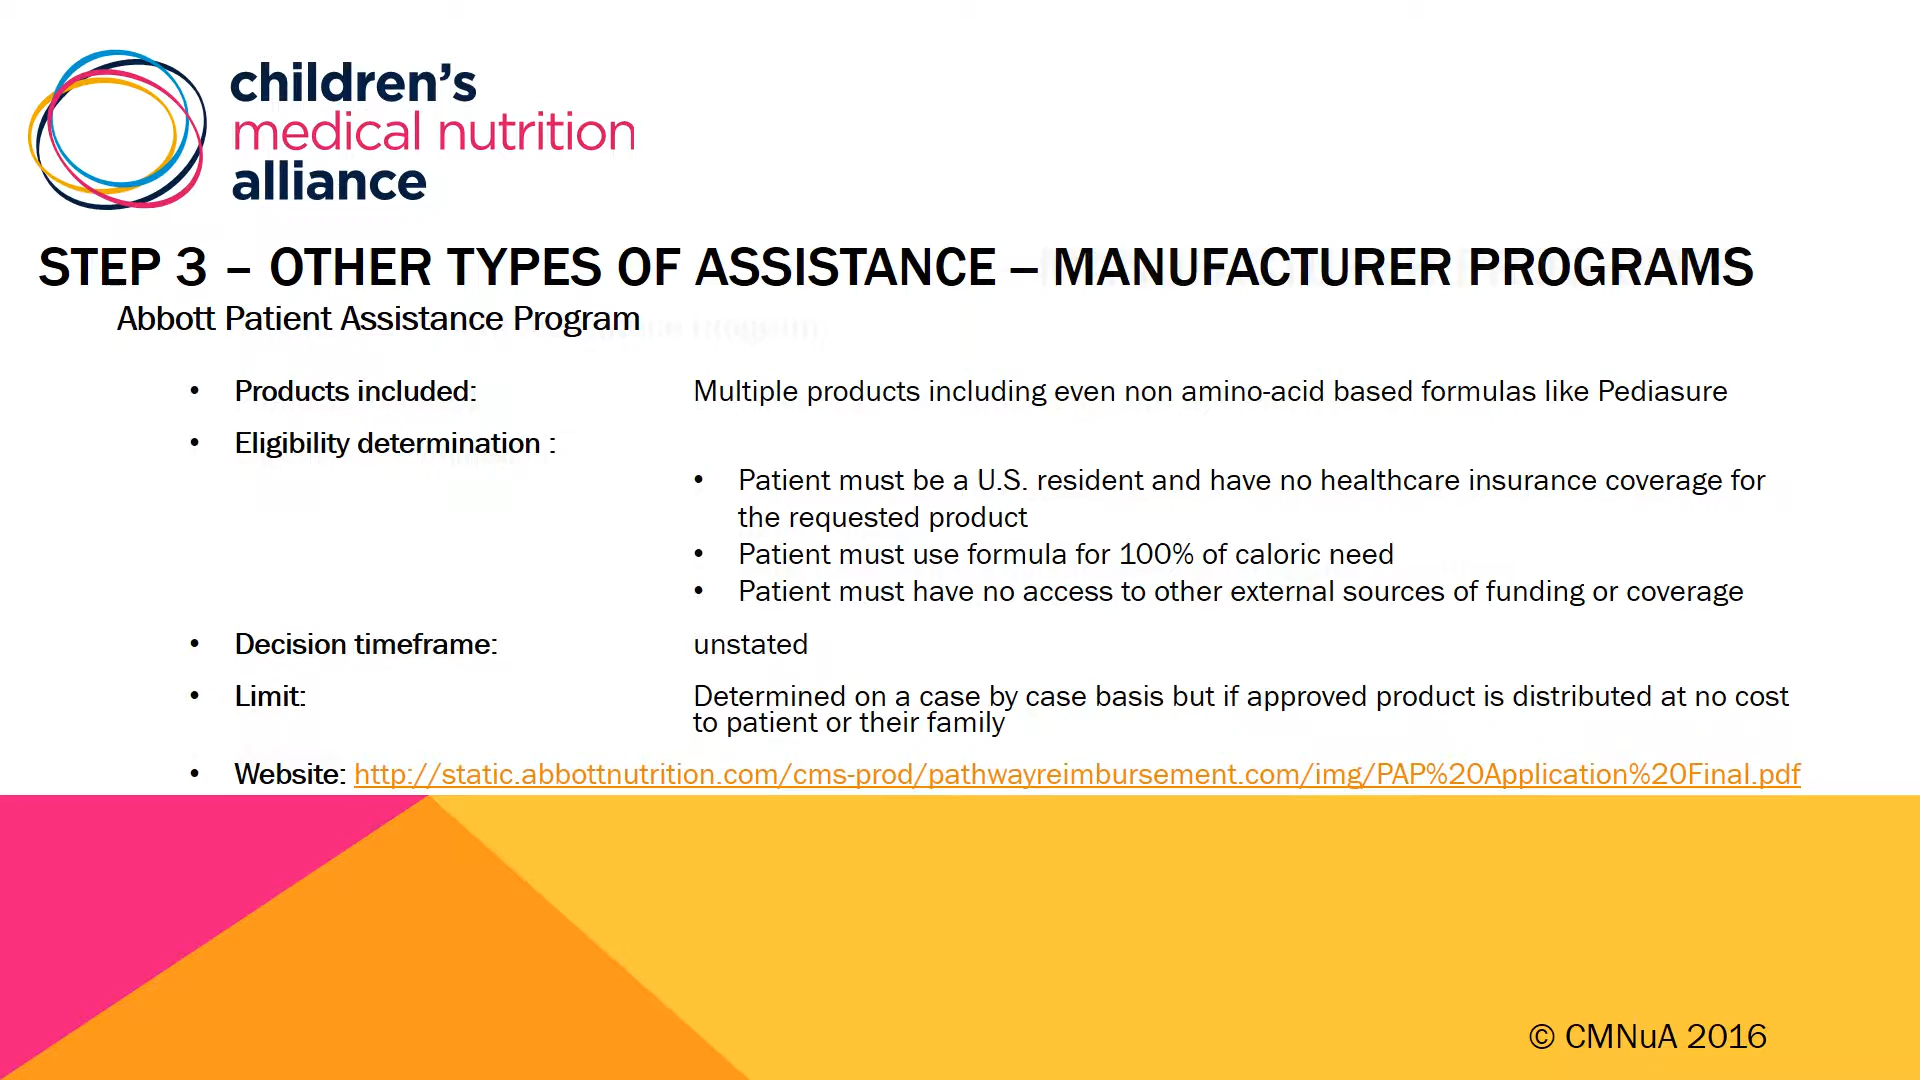 children's
medical nutrition
alliance
STEP 3 – OTHER TYPES OF ASSISTANCE – MANUFACTURER PROGRAMS
Abbott Patient Assistance Program
• Products included: Multiple products including even non amino-acid based formulas like Pediasure
• Eligibility determination :
• Patient must be a U.S. resident and have no healthcare insurance coverage for
the requested product
• Patient must use formula for 100% of caloric need
• Patient must have no access to other external sources of funding or coverage
• Decision timeframe: unstated
• Limit: Determined on a case by case basis but if approved product is distributed at no cost
to patient or their family
• Website: http://static.abbottnutrition.com/cms-prod/pathwayreimbursement.com/img/PAP%20Application%20Final.pdf
© CMNuA 2016